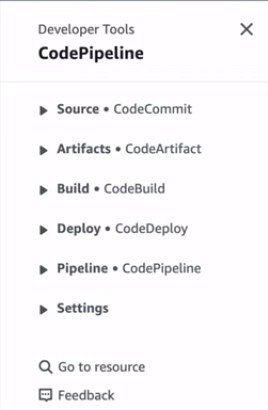 Developer Tools
CodePipeline
Source • CodeCommit
Artifacts • CodeArtifact
Build • CodeBuild
Deploy • CodeDeploy
Pipeline • CodePipeline
Settings
Go to resource
Feedback